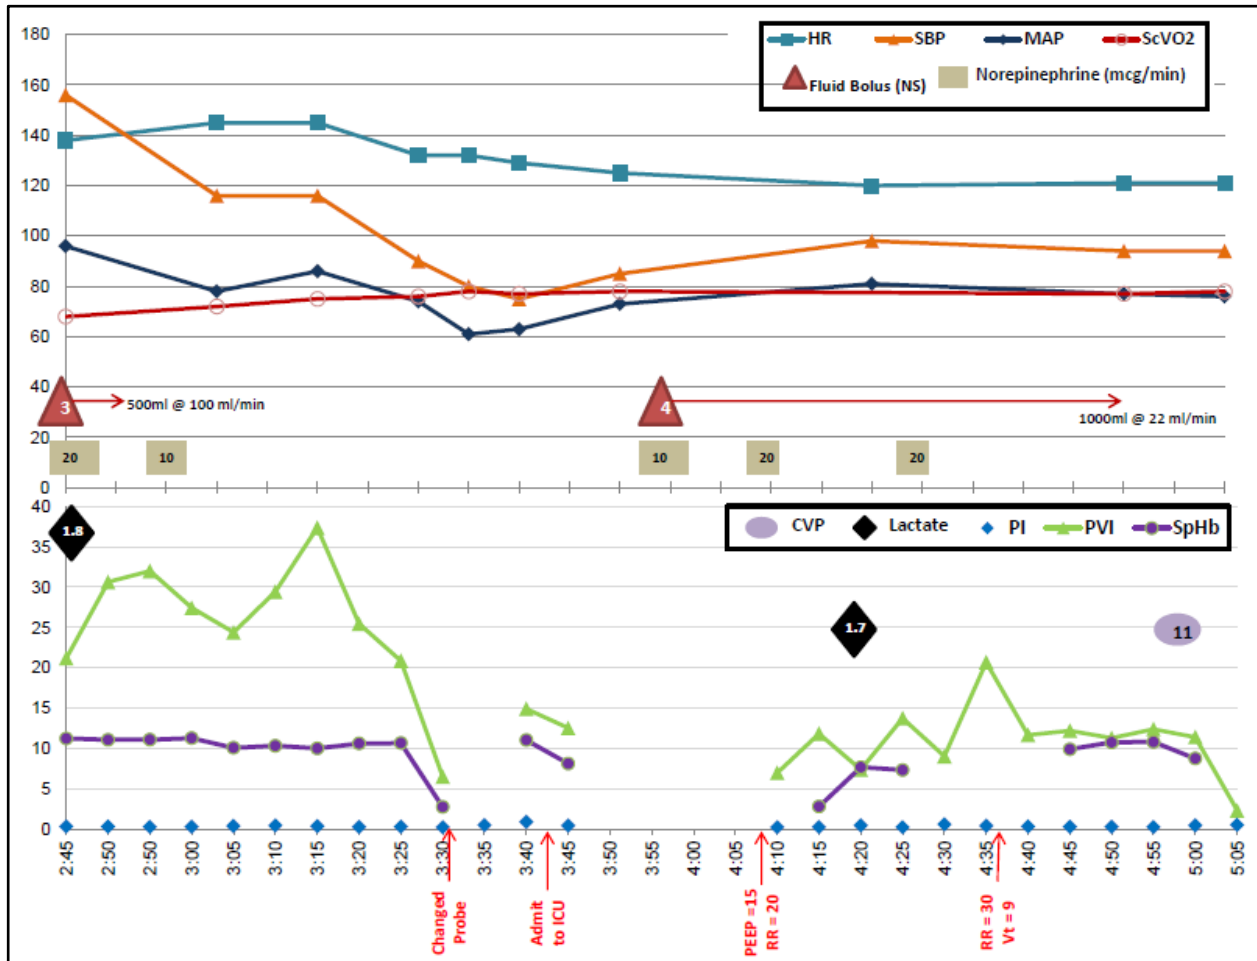 180
160
140
120
100
80
60
40
20
0
HR SBP MAP ScVO2
Fluid Bolus (NS) Norepinephrine (mcg/min)
3 500ml @ 100 ml/min
4 1000ml @ 22 ml/min
20 10 10 20 20
40
35
30
25
20
15
10
5
0
CVP Lactate PI PVI SpHb
1.8
1.7
11
2:45 2:50 2:50 3:00 3:05 3:10 3:15 3:20 3:25 3:30 3:35 3:40 3:45 3:50 3:55 4:00 4:05 4:10 4:15 4:20 4:25 4:30 4:35 4:40 4:45 4:50 4:55 5:00 5:05
Changed
Probe
Admit
to ICU
PEEP =15
RR = 20
RR = 30
Vt = 9